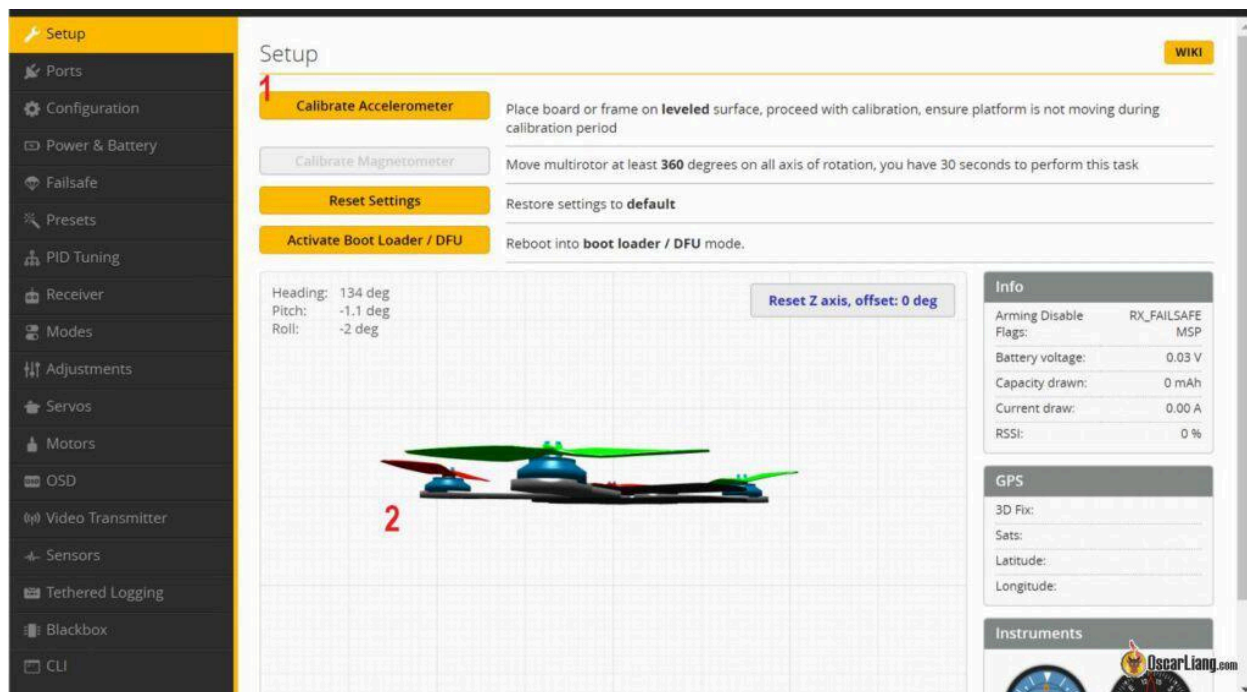 Setup
Ports
Configuration
Power & Battery
Failsafe
Presets
PID Tuning
Receiver
Modes
Adjustments
Servos
Motors
OSD
Video Transmitter
Sensors
Tethered Logging
Blackbox
CLI
Setup
WIKI
1
Calibrate Accelerometer
Place board or frame on leveled surface, proceed with calibration, ensure platform is not moving during
calibration period
Calibrate Magnetometer
Move multirotor at least 360 degrees on all axis of rotation, you have 30 seconds to perform this task
Reset Settings
Restore settings to default
Activate Boot Loader / DFU
Reboot into boot loader / DFU mode.
Heading: 134 deg
Pitch: -1.1 deg
Roll: -2 deg
Reset Z axis, offset: 0 deg
2
Info
Arming Disable RX_FAILSAFE
Flags: MSP
Battery voltage: 0.03 V
Capacity drawn: 0 mAh
Current draw: 0.00 A
RSSI: 0 %
GPS
3D Fix:
Sats:
Latitude:
Longitude:
Instruments
OscarLiang.com